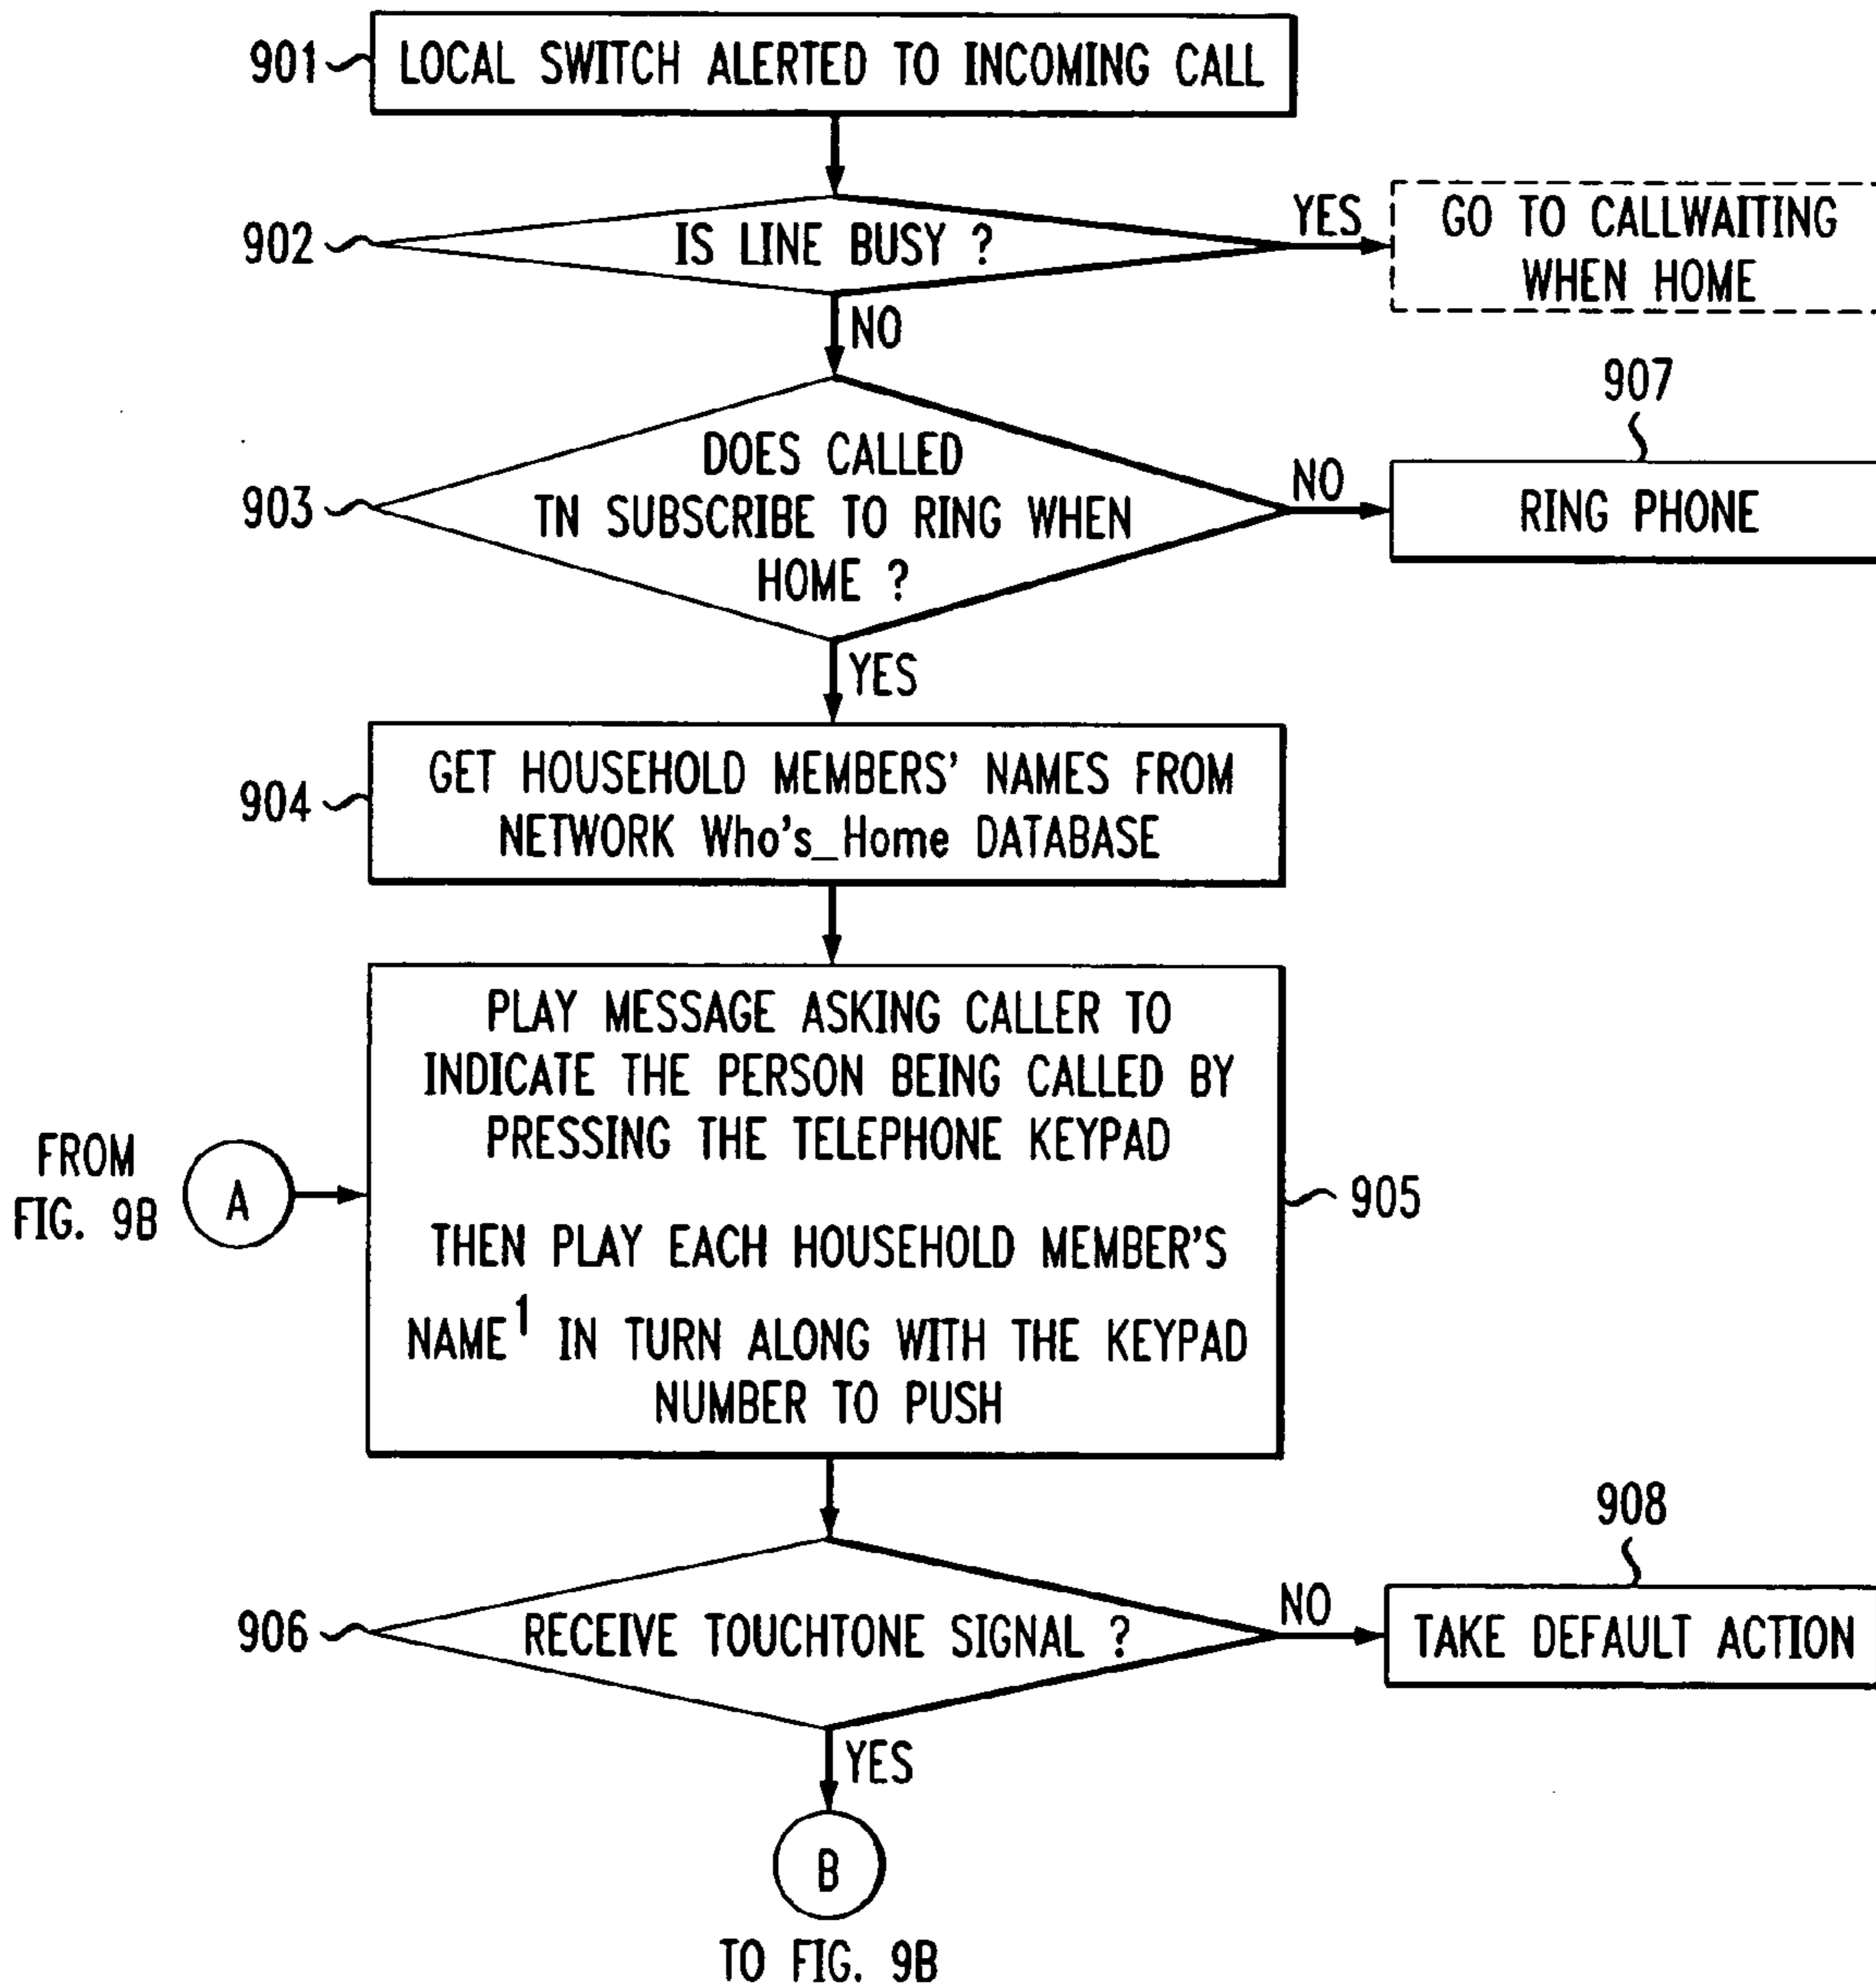 901
LOCAL SWITCH ALERTED TO INCOMING CALL
902
IS LINE BUSY ?
YES
GO TO CALLWAITING
WHEN HOME
NO
907
903
DOES CALLED
TN SUBSCRIBE TO RING WHEN
HOME ?
NO
RING PHONE
YES
904
GET HOUSEHOLD MEMBERS' NAMES FROM
NETWORK Who's_Home DATABASE
FROM
FIG. 9B
A
PLAY MESSAGE ASKING CALLER TO
INDICATE THE PERSON BEING CALLED BY
PRESSING THE TELEPHONE KEYPAD
THEN PLAY EACH HOUSEHOLD MEMBER'S
NAME¹ IN TURN ALONG WITH THE KEYPAD
NUMBER TO PUSH
905
908
906
RECEIVE TOUCHTONE SIGNAL ?
NO
TAKE DEFAULT ACTION
YES
B
TO FIG. 9B